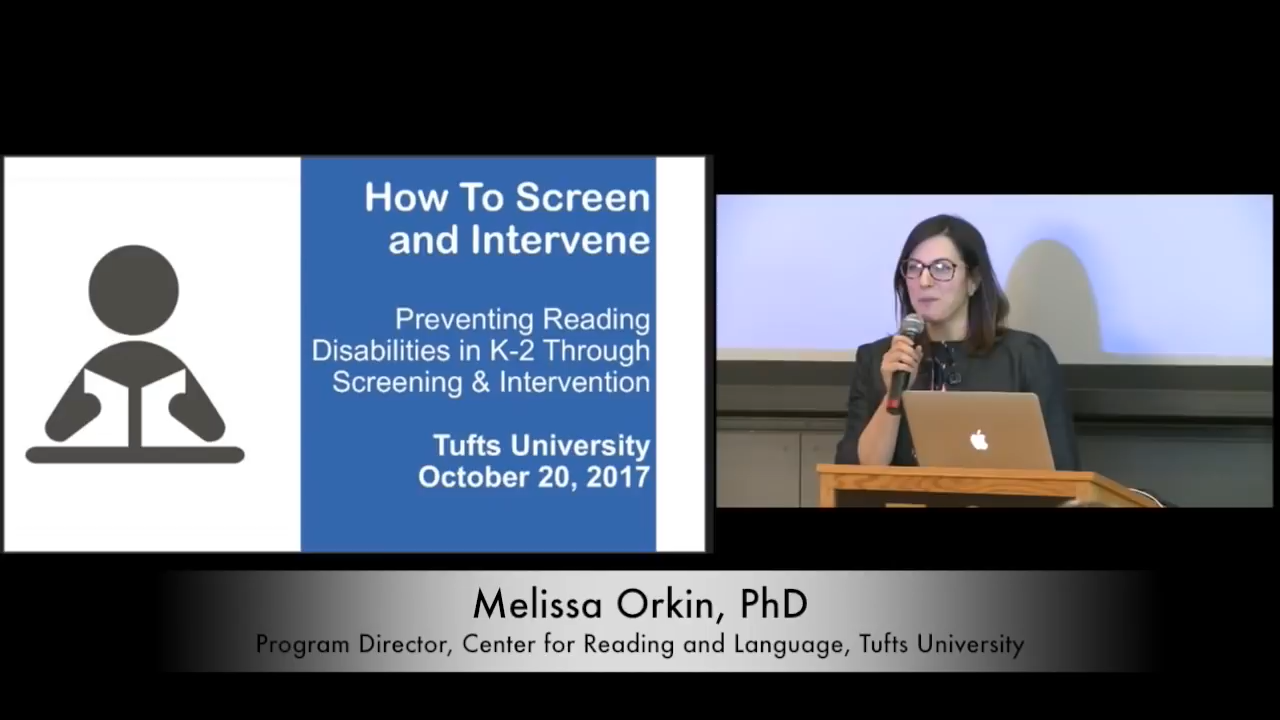 How To Screen
and Intervene
Preventing Reading
Disabilities in K-2 Through
Screening & Intervention
Tufts University
October 20, 2017
Melissa Orkin, PhD
Program Director, Center for Reading and Language, Tufts University